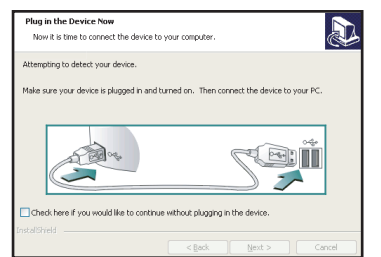 Plug in the Device Now
Now it is time to connect the device to your computer.
Attempting to detect your device.
Make sure your device is plugged in and turned on. Then connect the device to your PC.
Check here if you would like to continue without plugging in the device.
InstallShield
< Back
Next >
Cancel